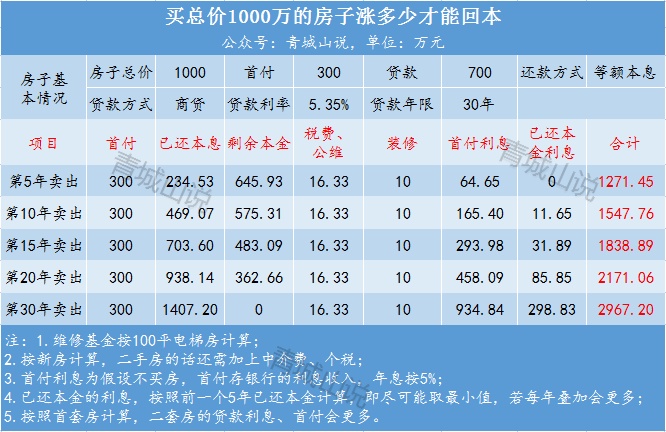 买总价1000万的房子涨多少才能回本
公众号：青城山说，单位：万元
房子基本情况 房子总价 1000 首付 300 贷款 700 还款方式 等额本息
贷款方式 商贷 贷款利率 5.35% 贷款年限 30年
项目 首付 已还本息 剩余本金 税费、公维 装修 首付利息 已还本金利息 合计
第5年卖出 300 234.53 645.93 16.33 10 64.65 0 1271.45
第10年卖出 300 469.07 575.31 16.33 10 165.40 11.65 1547.76
第15年卖出 300 703.60 483.09 16.33 10 293.98 31.89 1838.89
第20年卖出 300 938.14 362.66 16.33 10 458.09 85.85 2171.06
第30年卖出 300 1407.20 0 16.33 10 934.84 298.83 2967.20
注：1.维修基金按100平电梯房计算；
2.按新房计算，二手房的话还需加上中介费、个税；
3.首付利息为假设不买房，首付存银行的利息收入，年息按5%；
4.已还本金的利息，按照前一个5年已还本金计算，即尽可能取最小值，若每年叠加会更多；
5.按照首套房计算，二套房的贷款利息、首付会更多。
青城山说
青城山说
青城山说
青城山说